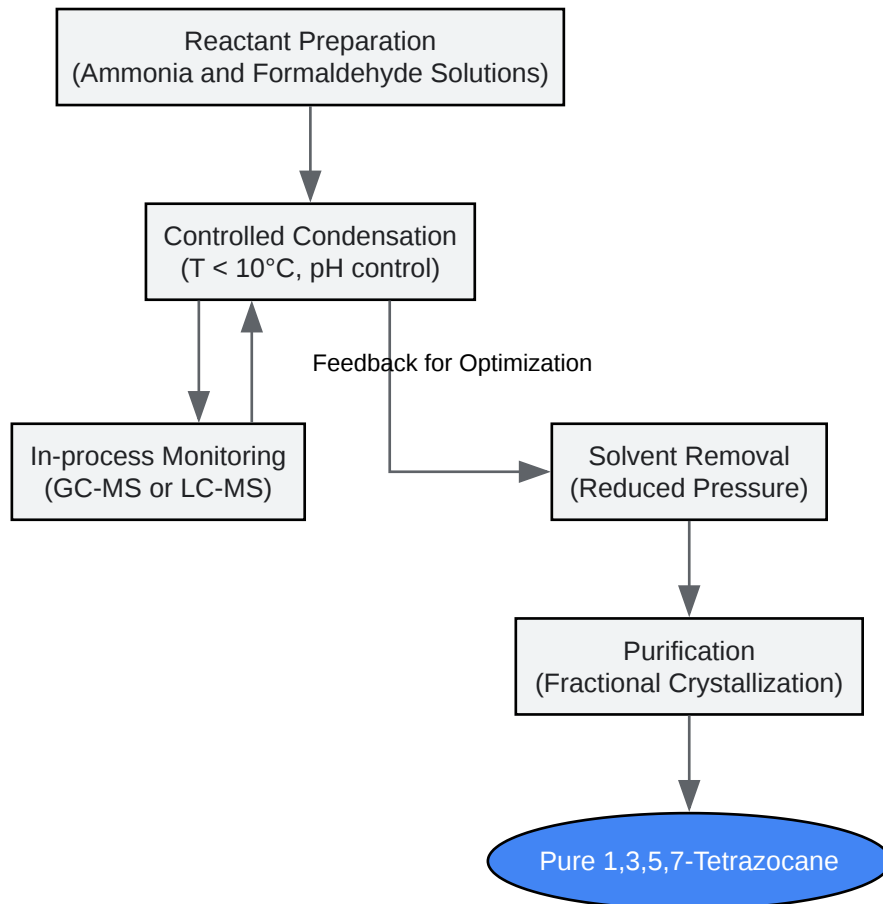 Reactant Preparation
(Ammonia and Formaldehyde Solutions)
Controlled Condensation
(T < 10°C, pH control)
Feedback for Optimization
In-process Monitoring
(GC-MS or LC-MS)
Solvent Removal
(Reduced Pressure)
Purification
(Fractional Crystallization)
Pure 1,3,5,7-Tetrazocane